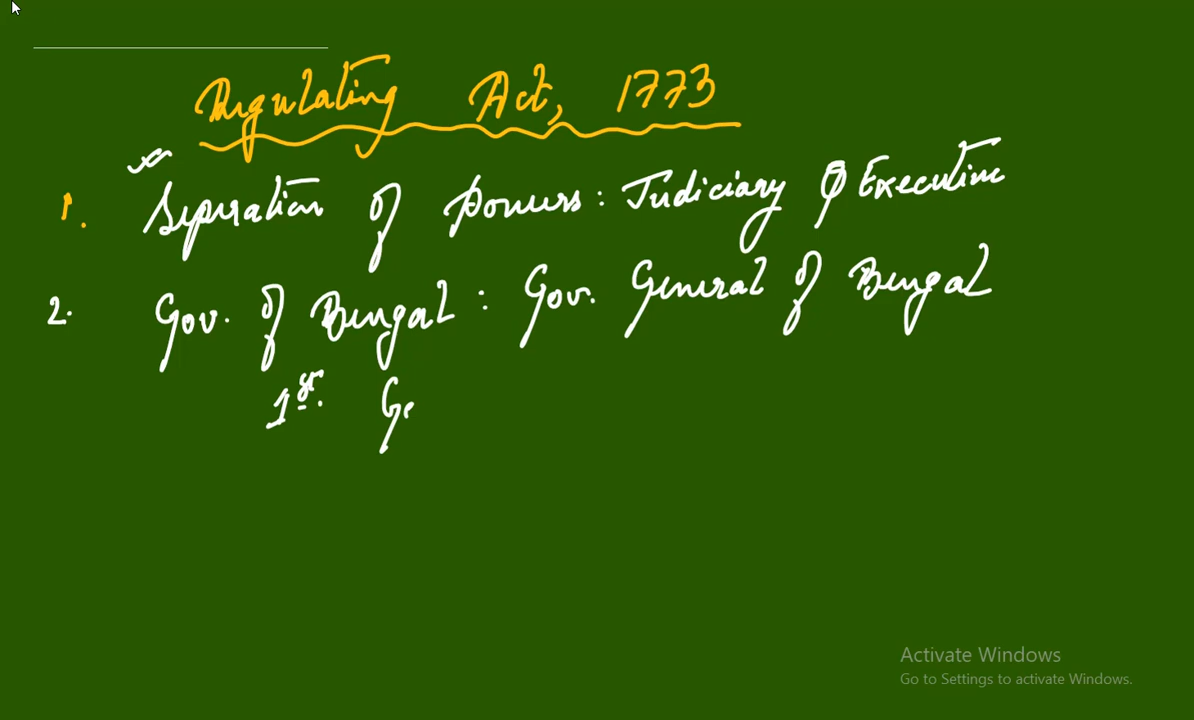 Regulating Act, 1773
1. Separation of Powers : Judiciary & Executive
2. Gov. of Bengal : Gov. General of Bengal
1st. Go
Activate Windows
Go to Settings to activate Windows.